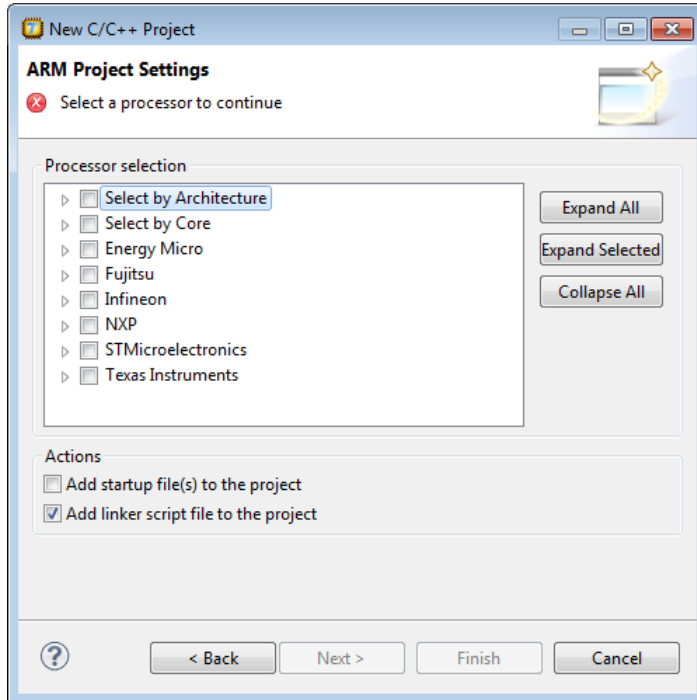 New C/C++ Project
ARM Project Settings
Select a processor to continue
Processor selection
Select by Architecture
Select by Core
Energy Micro
Fujitsu
Infineon
NXP
STMicroelectronics
Texas Instruments
Expand All
Expand Selected
Collapse All
Actions
Add startup file(s) to the project
Add linker script file to the project
< Back Next > Finish Cancel